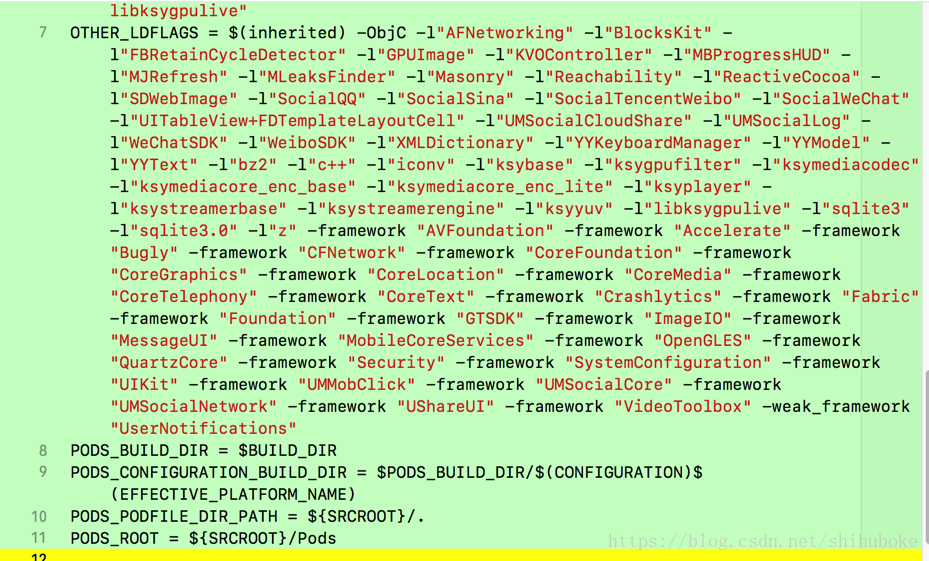 libksygpulive"
7 OTHER_LDFLAGS = $(inherited) -ObjC -l"AFNetworking" -l"BlocksKit" -
l"FBRetainCycleDetector" -l"GPUImage" -l"KVOController" -l"MBProgressHUD" -
l"MJRefresh" -l"MLeaksFinder" -l"Masonry" -l"Reachability" -l"ReactiveCocoa" -
l"SDWebImage" -l"SocialQQ" -l"SocialSina" -l"SocialTencentWeibo" -l"SocialWeChat"
-l"UITableView+FDTemplateLayoutCell" -l"UMSocialCloudShare" -l"UMSocialLog" -
l"WeChatSDK" -l"WeiboSDK" -l"XMLDictionary" -l"YYKeyboardManager" -l"YYModel" -
l"YYText" -l"bz2" -l"c++" -l"iconv" -l"ksybase" -l"ksygpufilter" -l"ksymediacodec"
-l"ksymediacore_enc_base" -l"ksymediacore_enc_lite" -l"ksyplayer" -
l"ksystreamerbase" -l"ksystreamerengine" -l"ksyyuv" -l"libksygpulive" -l"sqlite3"
-l"sqlite3.0" -l"z" -framework "AVFoundation" -framework "Accelerate" -framework
"Bugly" -framework "CFNetwork" -framework "CoreFoundation" -framework
"CoreGraphics" -framework "CoreLocation" -framework "CoreMedia" -framework
"CoreTelephony" -framework "CoreText" -framework "Crashlytics" -framework "Fabric"
-framework "Foundation" -framework "GTSDK" -framework "ImageIO" -framework
"MessageUI" -framework "MobileCoreServices" -framework "OpenGLES" -framework
"QuartzCore" -framework "Security" -framework "SystemConfiguration" -framework
"UIKit" -framework "UMMobClick" -framework "UMSocialCore" -framework
"UMSocialNetwork" -framework "UShareUI" -framework "VideoToolbox" -weak_framework
"UserNotifications"
8 PODS_BUILD_DIR = $BUILD_DIR
9 PODS_CONFIGURATION_BUILD_DIR = $PODS_BUILD_DIR/$(CONFIGURATION)$
(EFFECTIVE_PLATFORM_NAME)
10 PODS_PODFILE_DIR_PATH = ${SRCROOT}/.
11 PODS_ROOT = ${SRCROOT}/Pods
https://blog.csdn.net/shihuboke
12